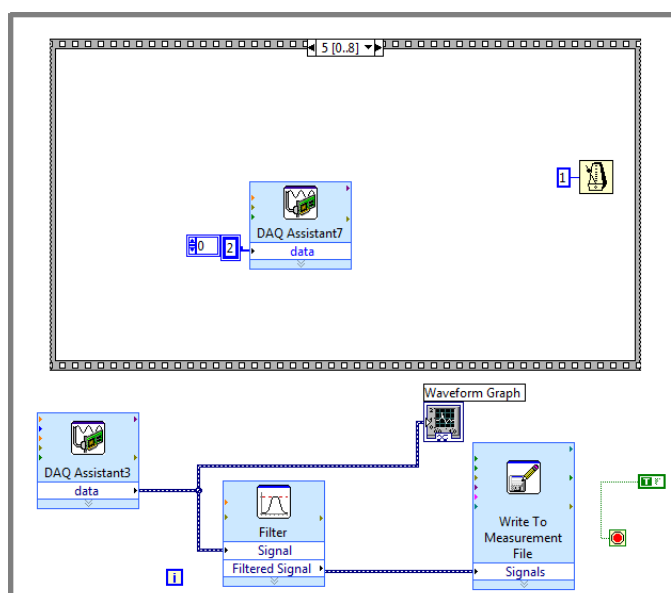 5 [0..8]
1
DAQ Assistant7
0
2
data
Waveform Graph
DAQ Assistant3
data
Filter
Signal
Filtered Signal
Write To
Measurement
File
Signals
T F
i